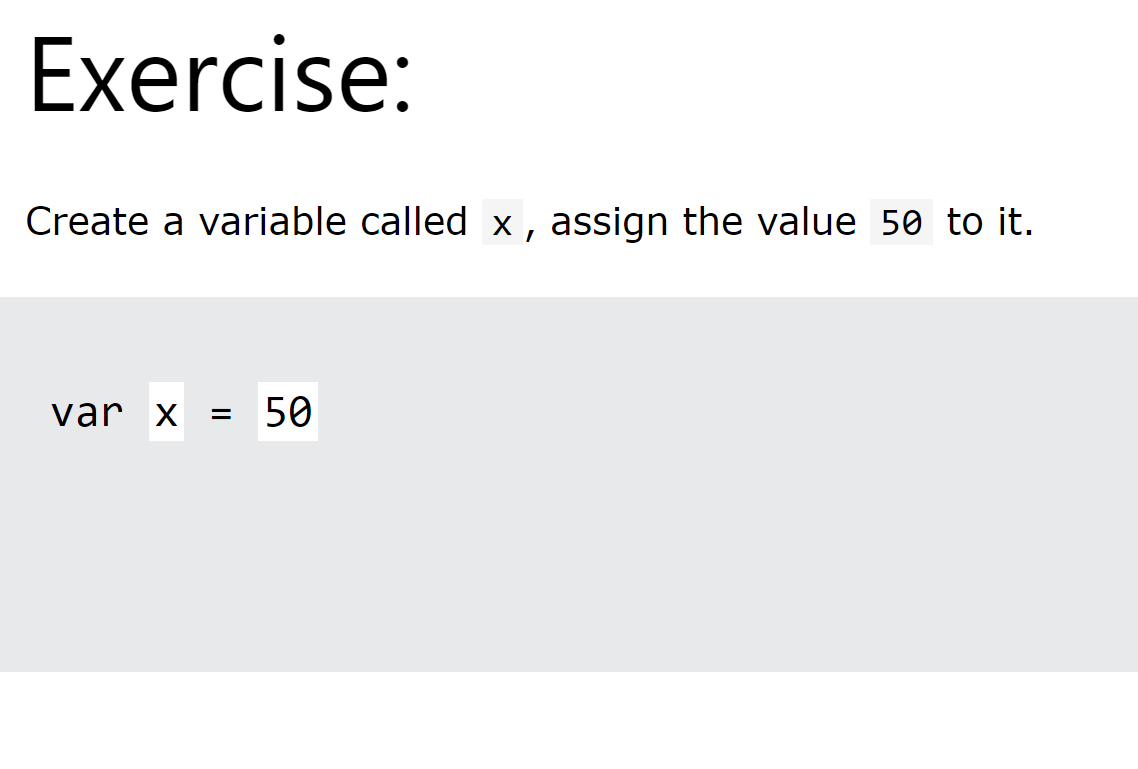 Exercise:
Create a variable called x, assign the value 50 to it.
var x = 50